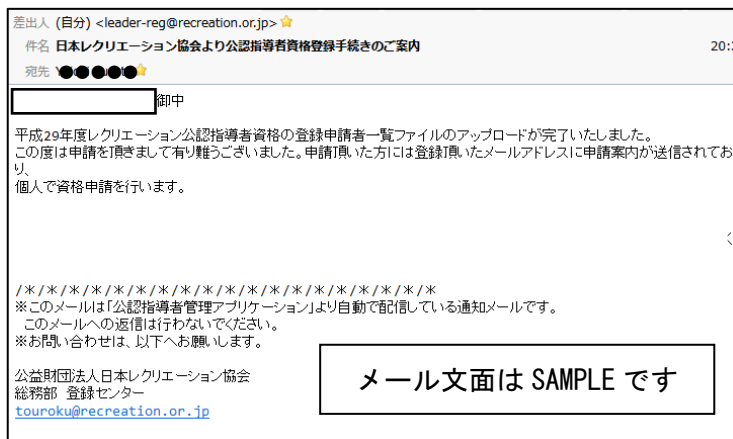 差出人 (自分) <leader-reg@recreation.or.jp>
件名 日本レクリエーション協会より公認指導者資格登録手続きのご案内 20:
宛先
御中
平成29年度レクリエーション公認指導者資格の登録申請者一覧ファイルのアップロードが完了いたしました。
この度は申請を頂きまして有り難うございました。申請頂いた方には登録頂いたメールアドレスに申請案内が送信されてお
り、
個人で資格申請を行います。
/*/*/*/*/*/*/*/*/*/*/*/*/*/*/*/*/*/*/*
※このメールは「公認指導者管理アプリケーション」より自動で配信している通知メールです。
このメールへの返信は行わないでください。
※お問い合わせは、以下へお願いします。
公益財団法人日本レクリエーション協会
総務部 登録センター
touroku@recreation.or.jp
メール文面は SAMPLE です